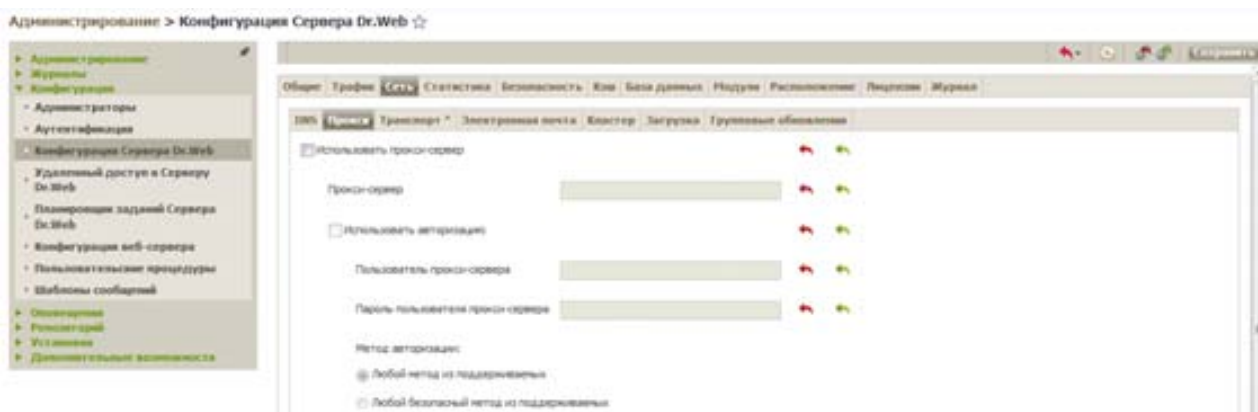 Администрирование > Конфигурация Сервера Dr.Web
Администрирование
Журналы
Конфигурация
Администраторы
Аутентификация
Конфигурация Сервера Dr.Web
Удаленный доступ к Серверу
Dr.Web
Планировщик заданий Сервера
Dr.Web
Конфигурация веб-сервера
Пользовательские процедуры
Шаблоны сообщений
Оповещения
Репозиторий
Установки
Дополнительные возможности
Сохранить
Общие Трафик Сеть Статистика Безопасность Кэш База данных Модули Расположение Лицензии Журнал
DNS Прокси Транспорт * Электронная почта Кластер Загрузка Групповые обновления
Использовать прокси-сервер
Прокси-сервер
Использовать авторизацию
Пользователь прокси-сервера
Пароль пользователя прокси-сервера
Метод авторизации:
Любой метод из поддерживаемых
Любой безопасный метод из поддерживаемых